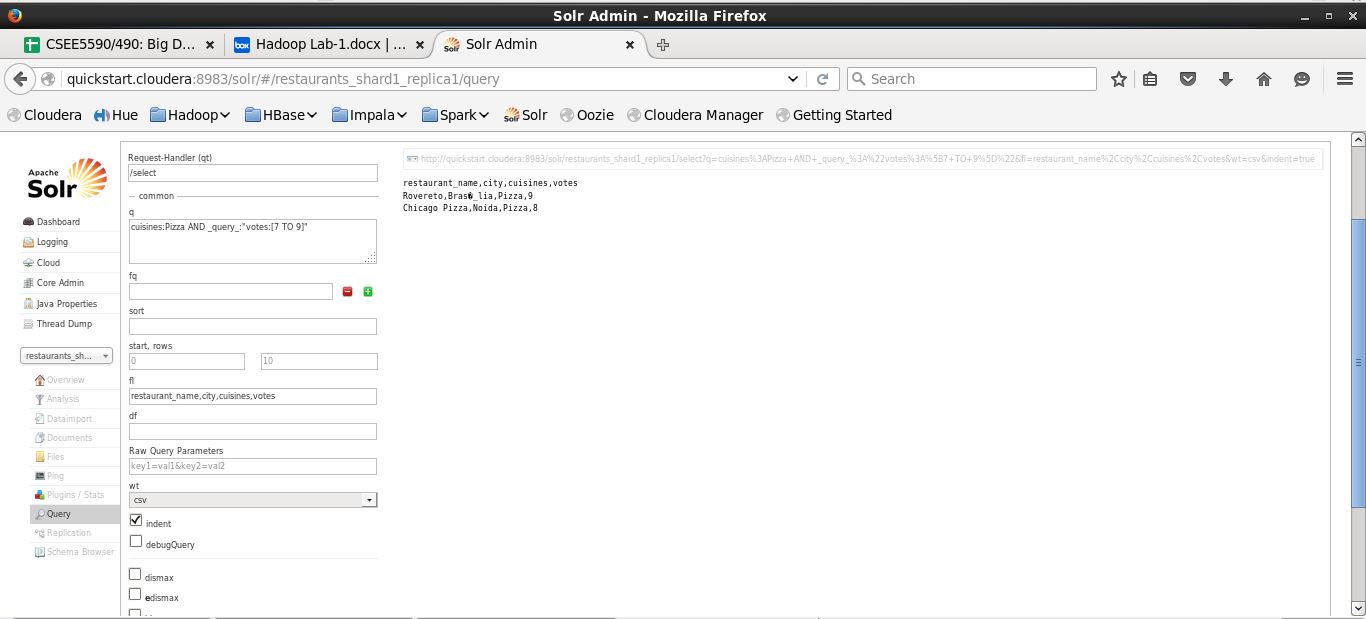 Solr Admin - Mozilla Firefox
CSEE5590/490: Big D...
Hadoop Lab-1.docx | ...
Solr Admin
quickstart.cloudera:8983/solr/#/restaurants_shard1_replica1/query
Search
Cloudera Hue Hadoop HBase Impala Spark Solr Oozie Cloudera Manager Getting Started
Apache
Solr
Dashboard
Logging
Cloud
Core Admin
Java Properties
Thread Dump
restaurants_sh...
Overview
Analysis
Dataimport
Documents
Files
Ping
Plugins / Stats
Query
Replication
Schema Browser
Request-Handler (qt)
/select
common
q
cuisines:Pizza AND _query_:"votes:[7 TO 9]"
fq
sort
start, rows
0 10
fl
restaurant_name,city,cuisines,votes
df
Raw Query Parameters
key1=val1&key2=val2
wt
csv
indent
debugQuery
dismax
edismax
http://quickstart.cloudera:8983/solr/restaurants_shard1_replica1/select?q=cuisines%3APizza+AND+_query_%3A%22votes%3A%5B7+TO+9%5D%22&fl=restaurant_name%2Ccity%2Ccuisines%2Cvotes&wt=csv&indent=true
restaurant_name,city,cuisines,votes
Rovereto,Bras�_lia,Pizza,9
Chicago Pizza,Noida,Pizza,8